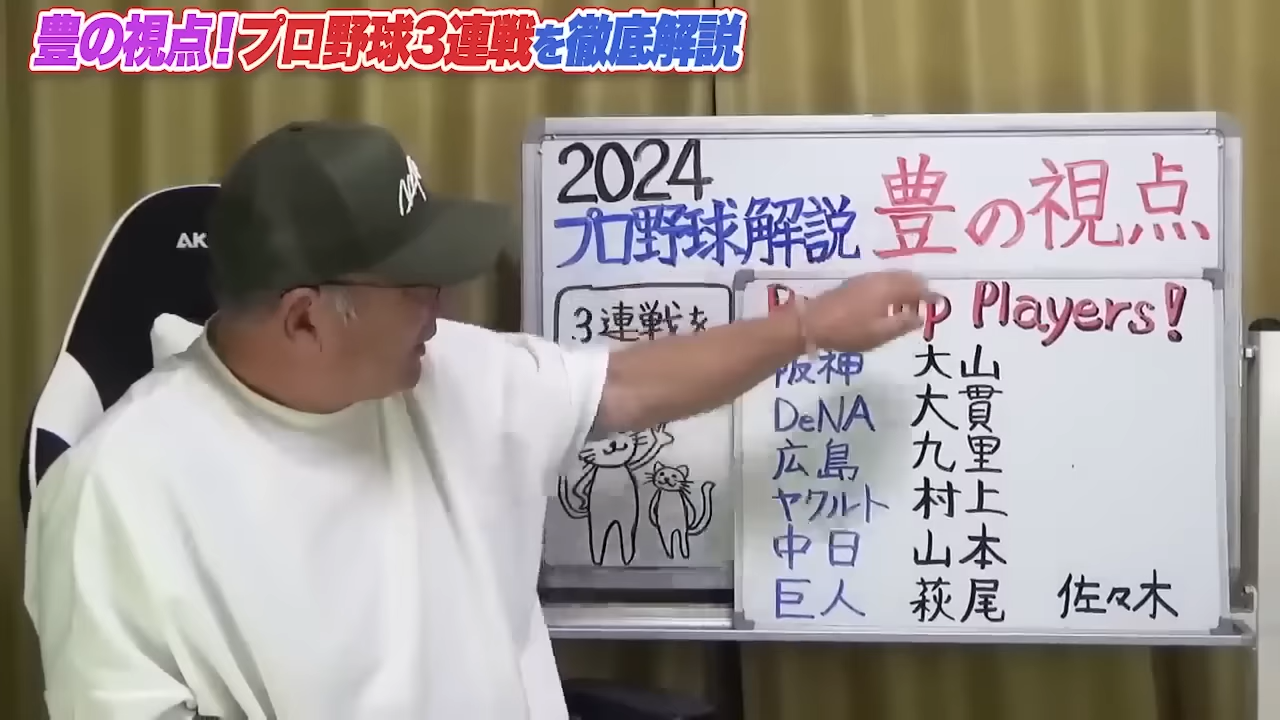 豊の視点！プロ野球3連戦を徹底解説
AK
2024
プロ野球解説
豊の視点
3連戦を
Players!
阪神 大山
DeNA 大貫
広島 九里
ヤクルト 村上
中日 山本
巨人 萩尾 佐々木